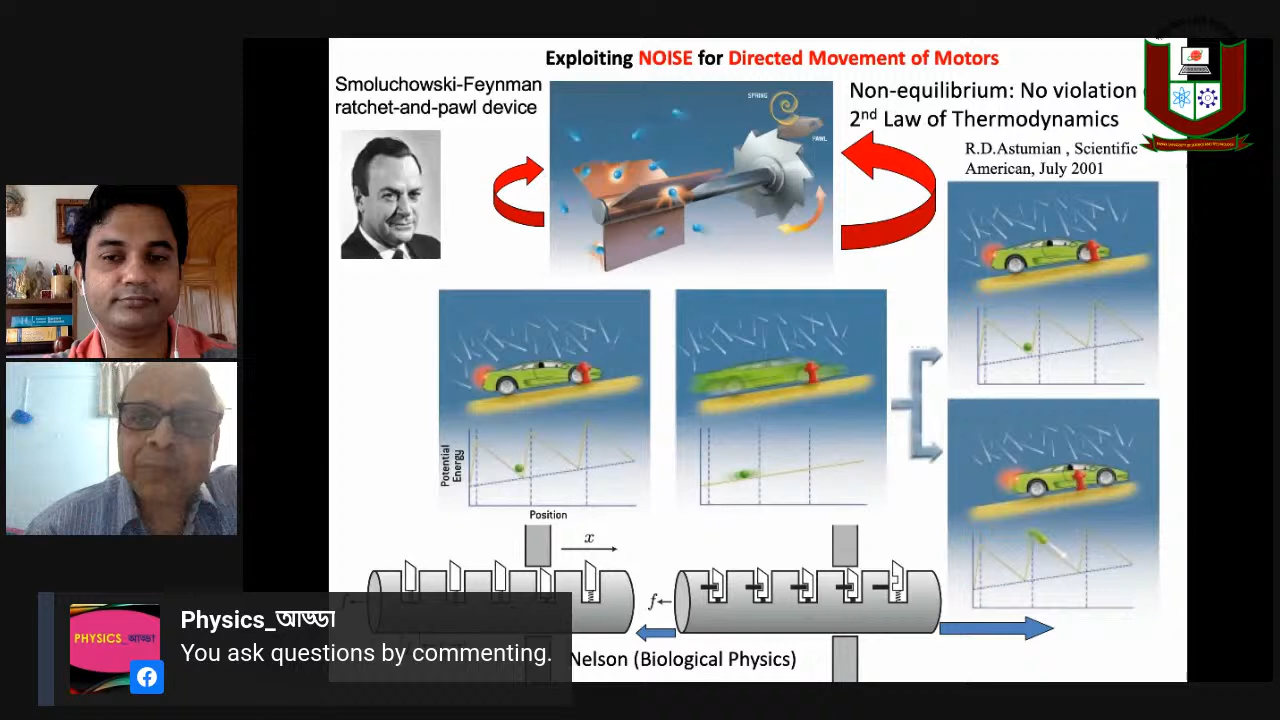 Exploiting NOISE for Directed Movement of Motors
Smoluchowski-Feynman
ratchet-and-pawl device
SPRING
PAWL
Non-equilibrium: No violation
2nd Law of Thermodynamics
R.D.Astumian , Scientific
American, July 2001
Potential
Energy
Position
x
f
f
Nelson (Biological Physics)
PHYSICS_আড্ডা
Physics_আড্ডা
You ask questions by commenting.